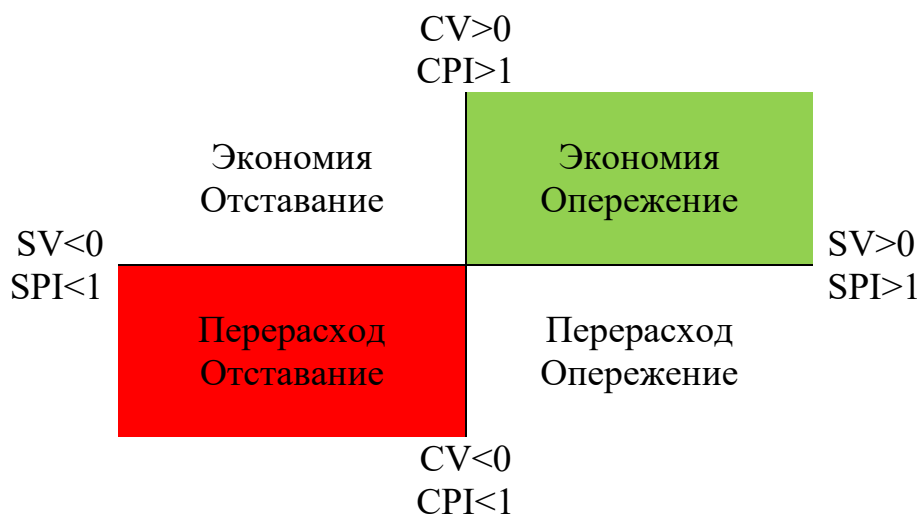 CV>0
CPI>1
Экономия
Отставание
Экономия
Опережение
SV<0
SPI<1
SV>0
SPI>1
Перерасход
Отставание
Перерасход
Опережение
CV<0
CPI<1